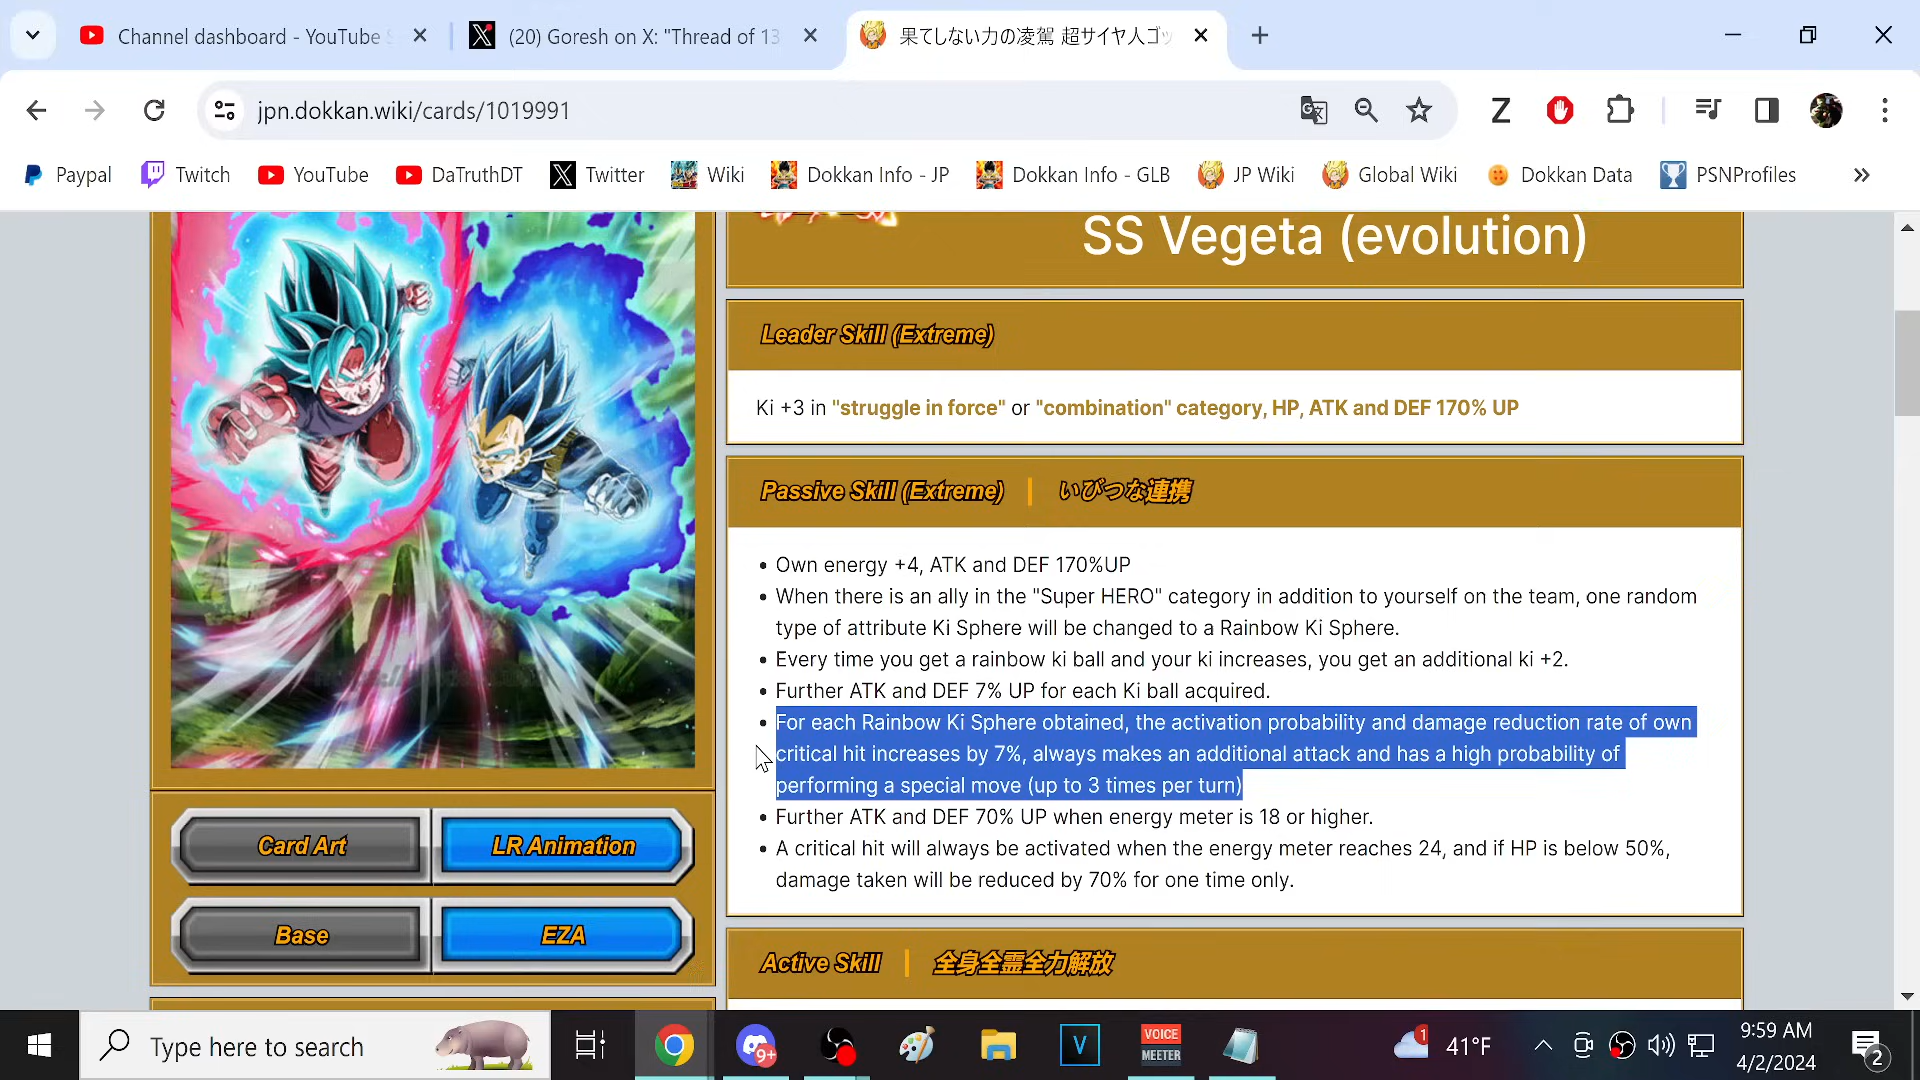 Channel dashboard - YouTube S
(20) Goresh on X: "Thread of 13
果てしない力の凌駕 超サイヤ人ゴッ
jpn.dokkan.wiki/cards/1019991
Paypal
Twitch
YouTube
DaTruthDT
Twitter
Wiki
Dokkan Info - JP
Dokkan Info - GLB
JP Wiki
Global Wiki
Dokkan Data
PSNProfiles
SS Vegeta (evolution)
Leader Skill (Extreme)
Ki +3 in "struggle in force" or "combination" category, HP, ATK and DEF 170% UP
Passive Skill (Extreme) | いびつな連携
Own energy +4, ATK and DEF 170%UP
When there is an ally in the "Super HERO" category in addition to yourself on the team, one random
type of attribute Ki Sphere will be changed to a Rainbow Ki Sphere.
Every time you get a rainbow ki ball and your ki increases, you get an additional ki +2.
Further ATK and DEF 7% UP for each Ki ball acquired.
For each Rainbow Ki Sphere obtained, the activation probability and damage reduction rate of own
critical hit increases by 7%, always makes an additional attack and has a high probability of
performing a special move (up to 3 times per turn)
Further ATK and DEF 70% UP when energy meter is 18 or higher.
A critical hit will always be activated when the energy meter reaches 24, and if HP is below 50%,
damage taken will be reduced by 70% for one time only.
Card Art
LR Animation
Base
EZA
Active Skill | 全身全霊全力解放
Type here to search
9+
V
VOICE
MEETER
1
41°F
9:59 AM
4/2/2024
2